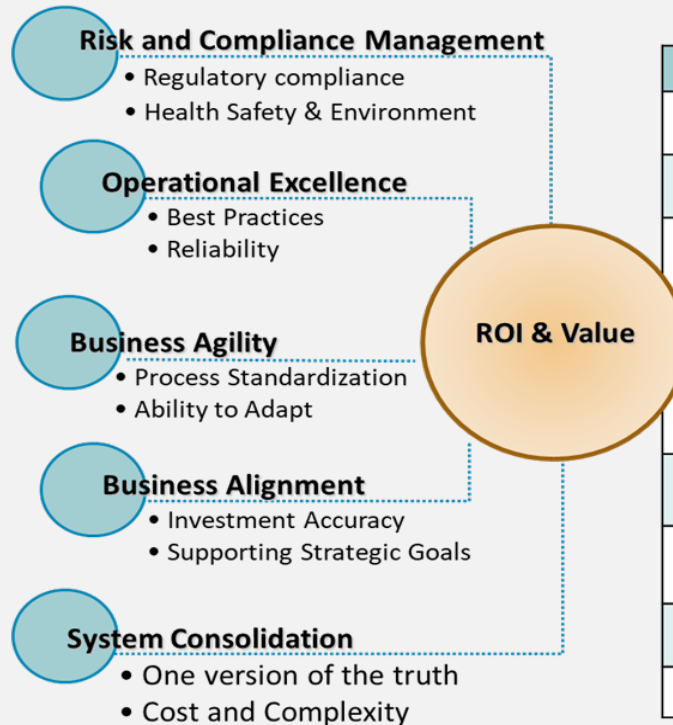 Risk and Compliance Management
• Regulatory compliance
• Health Safety & Environment
Operational Excellence
• Best Practices
• Reliability
ROI & Value
Business Agility
• Process Standardization
• Ability to Adapt
Business Alignment
• Investment Accuracy
• Supporting Strategic Goals
System Consolidation
• One version of the truth
• Cost and Complexity